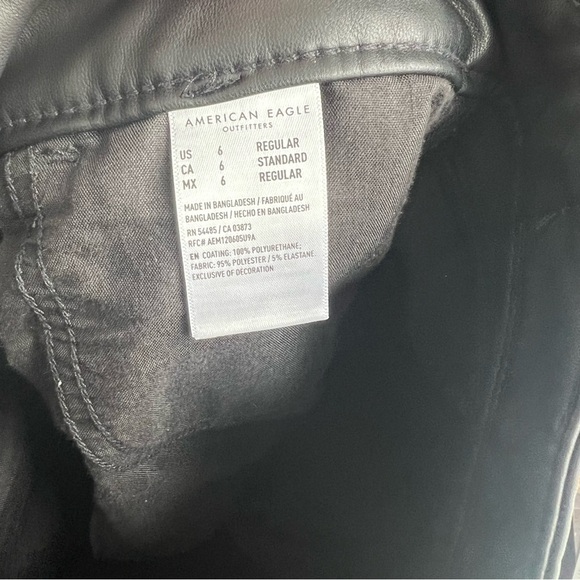 AMERICAN EAGLE
OUTFITTERS
US 6 REGULAR
CA 6 STANDARD
MX 6 REGULAR
MADE IN BANGLADESH / FABRIQUÉ AU
BANGLADESH / HECHO EN BANGLADESH
RN 54485 / CA 03873
RFC# AEM120605U9A
EN COATING: 100% POLYURETHANE;
FABRIC: 95% POLYESTER / 5% ELASTANE
EXCLUSIVE OF DECORATION